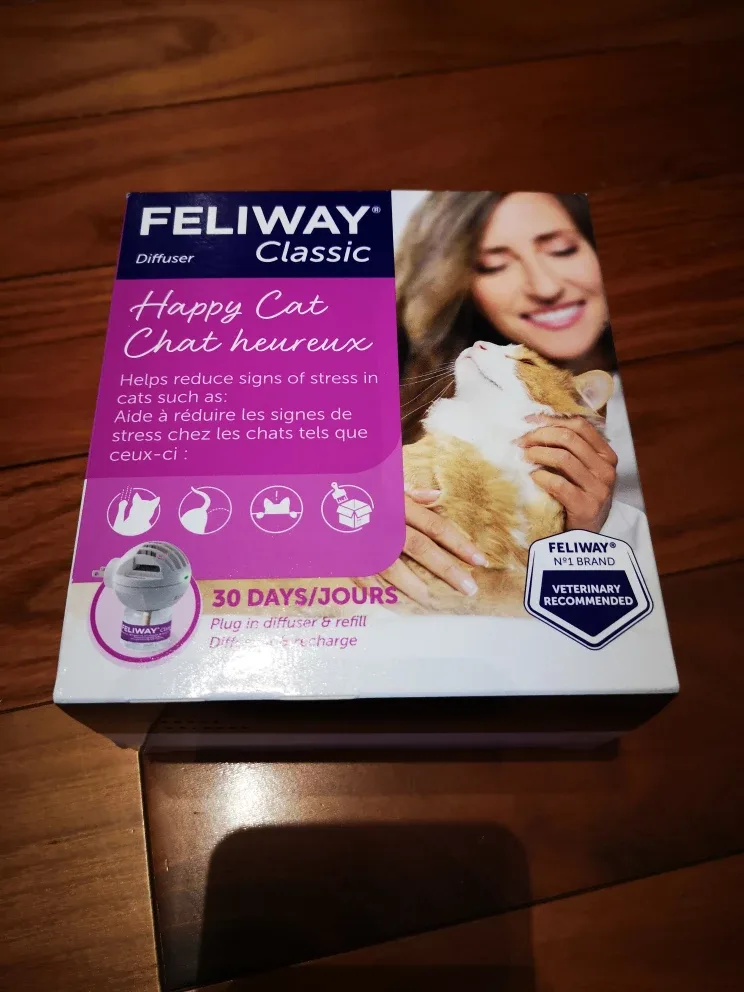 FELIWAY®
Diffuser Classic
Happy Cat
Chat heureux
Helps reduce signs of stress in
cats such as:
Aide à réduire les signes de
stress chez les chats tels que
ceux-ci :
30 DAYS/JOURS
Plug in diffuser & refill
& recharge
FELIWAY
FELIWAY®
Nº1 BRAND
VETERINARY
RECOMMENDED